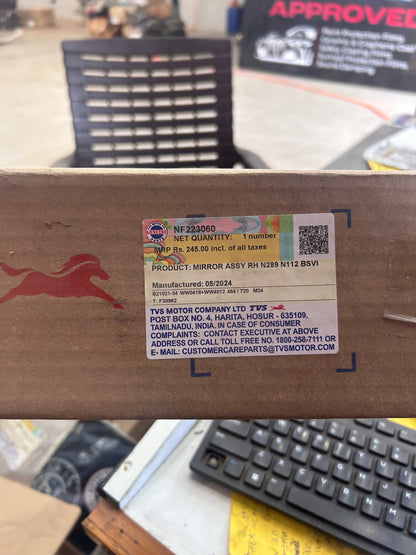 APPROVED
NF223060
NET QUANTITY: 1 number
MRP Rs. 245.00 incl. of all taxes
PRODUCT: MIRROR ASSY RH N289 N112 BSVI
Manufactured: 05/2024
T: F38962
TVS MOTOR COMPANY LTD TVS
POST BOX NO. 4, HARITA, HOSUR - 635109,
TAMILNADU, INDIA. IN CASE OF CONSUMER
COMPLAINTS: CONTACT EXECUTIVE AT ABOVE
ADDRESS OR CALL TOLL FREE NO. 1800-258-7111 OR
E- MAIL: CUSTOMERCAREPARTS@TVSMOTOR.COM